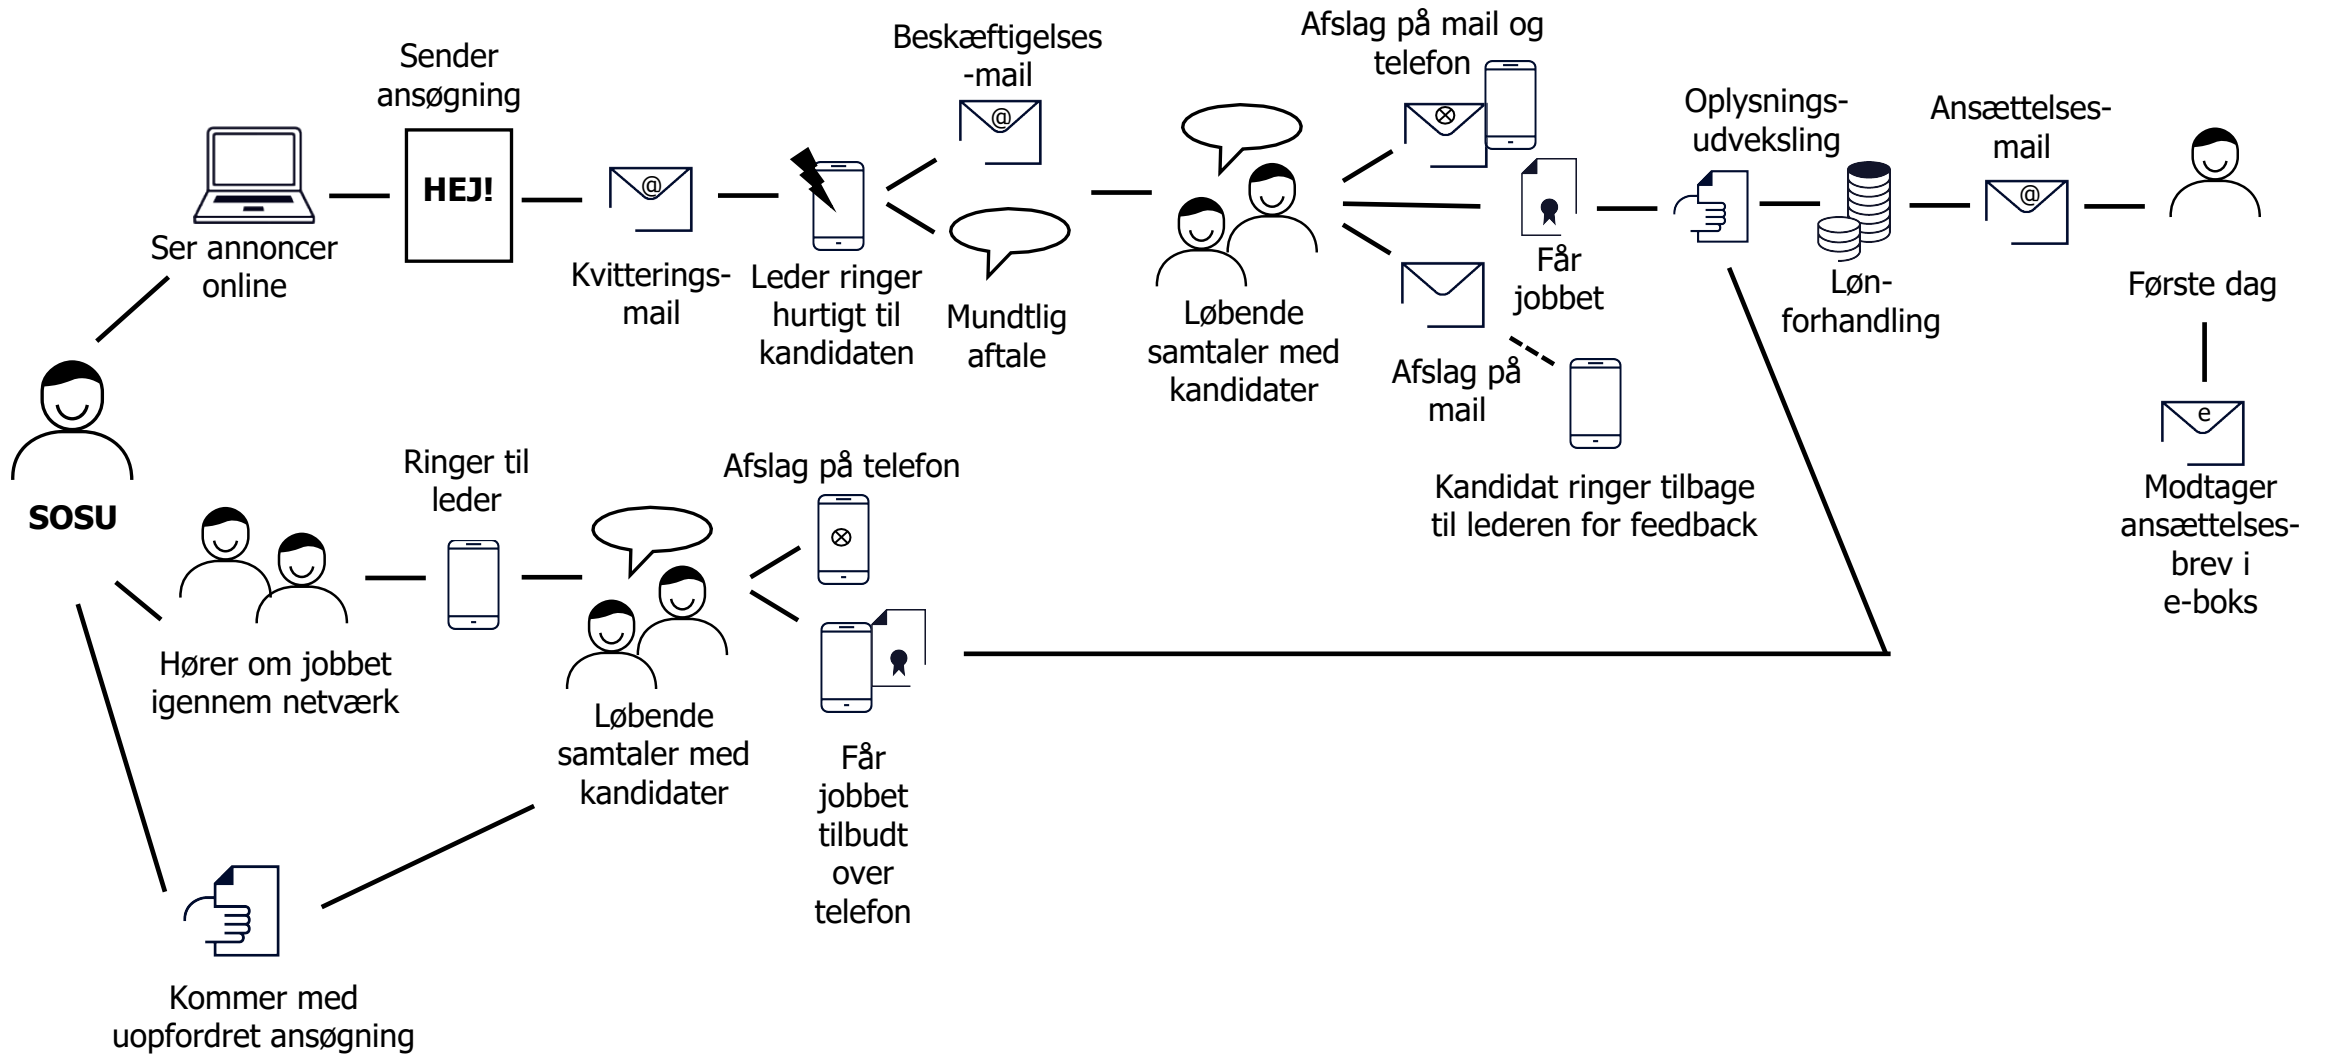 Sender
ansøgning
HEJ!
Ser annoncer
online
@
Kvitterings-
mail
Leder ringer
hurtigt til
kandidaten
Beskæftigelses
-mail
@
Mundtlig
aftale
Løbende
samtaler med
kandidater
Afslag på mail og
telefon
Får
jobbet
Afslag på
mail
Kandidat ringer tilbage
til lederen for feedback
Oplysnings-
udveksling
Løn-
forhandling
Ansættelses-
mail
@
Første dag
e
Modtager
ansættelses-
brev i
e-boks
SOSU
Hører om jobbet
igennem netværk
Ringer til
leder
Løbende
samtaler med
kandidater
Afslag på telefon
Får
jobbet
tilbudt
over
telefon
Kommer med
uopfordret ansøgning